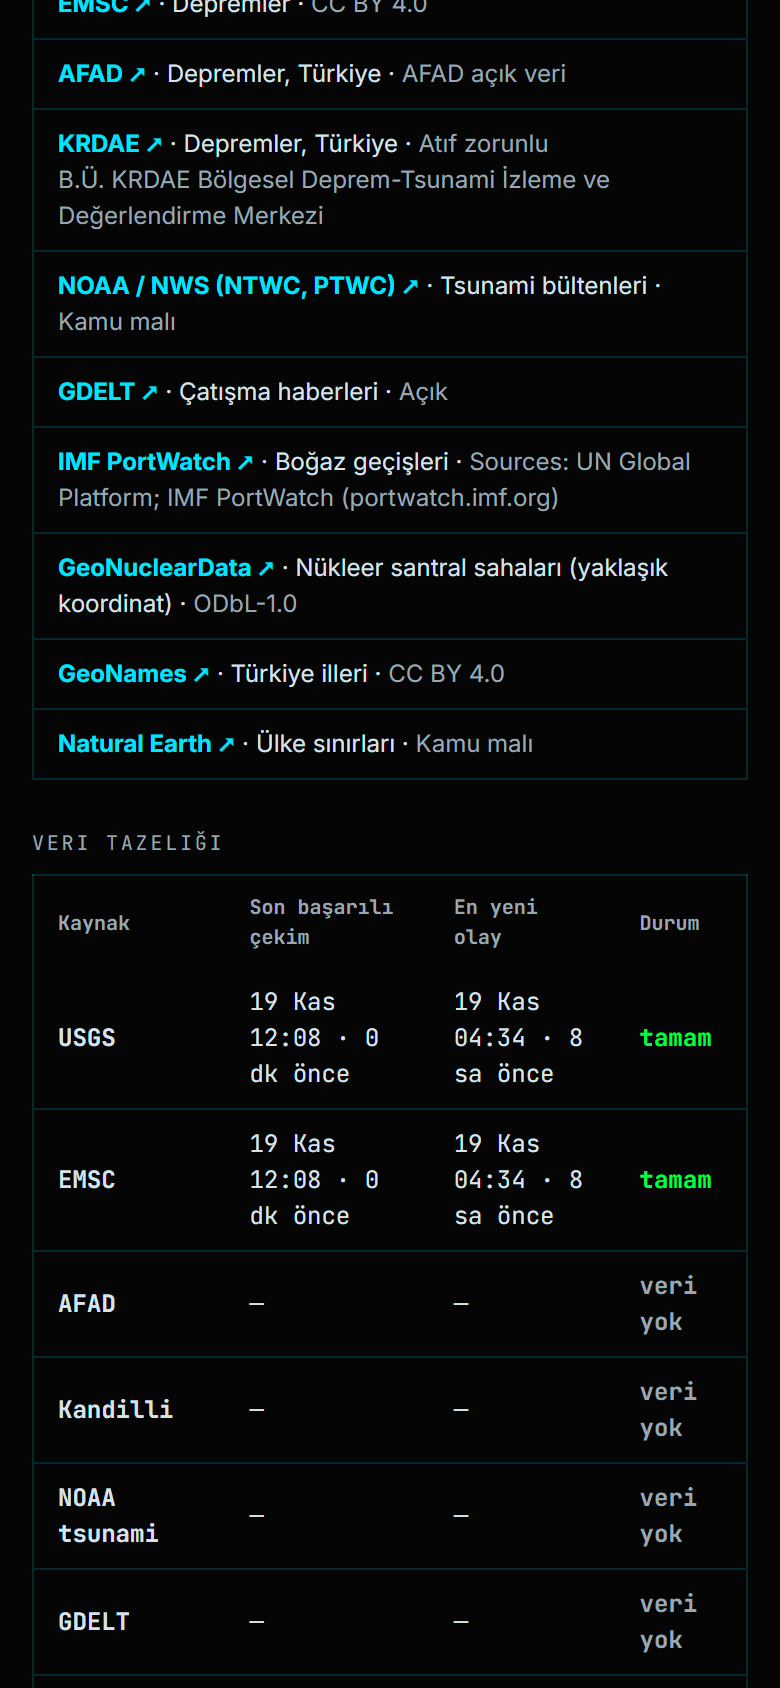 EMSC ↗ · Depremler · CC BY 4.0
AFAD ↗ · Depremler, Türkiye · AFAD açık veri
KRDAE ↗ · Depremler, Türkiye · Atıf zorunlu
B.Ü. KRDAE Bölgesel Deprem-Tsunami İzleme ve
Değerlendirme Merkezi
NOAA / NWS (NTWC, PTWC) ↗ · Tsunami bültenleri ·
Kamu malı
GDELT ↗ · Çatışma haberleri · Açık
IMF PortWatch ↗ · Boğaz geçişleri · Sources: UN Global
Platform; IMF PortWatch (portwatch.imf.org)
GeoNuclearData ↗ · Nükleer santral sahaları (yaklaşık
koordinat) · ODbL-1.0
GeoNames ↗ · Türkiye illeri · CC BY 4.0
Natural Earth ↗ · Ülke sınırları · Kamu malı
VERI TAZELIĞI
Kaynak
Son başarılı
çekim
En yeni
olay
Durum
USGS
19 Kas
12:08 · 0
dk önce
19 Kas
04:34 · 8
sa önce
tamam
EMSC
19 Kas
12:08 · 0
dk önce
19 Kas
04:34 · 8
sa önce
tamam
AFAD
—
—
veri
yok
Kandilli
—
—
veri
yok
NOAA
tsunami
—
—
veri
yok
GDELT
—
—
veri
yok